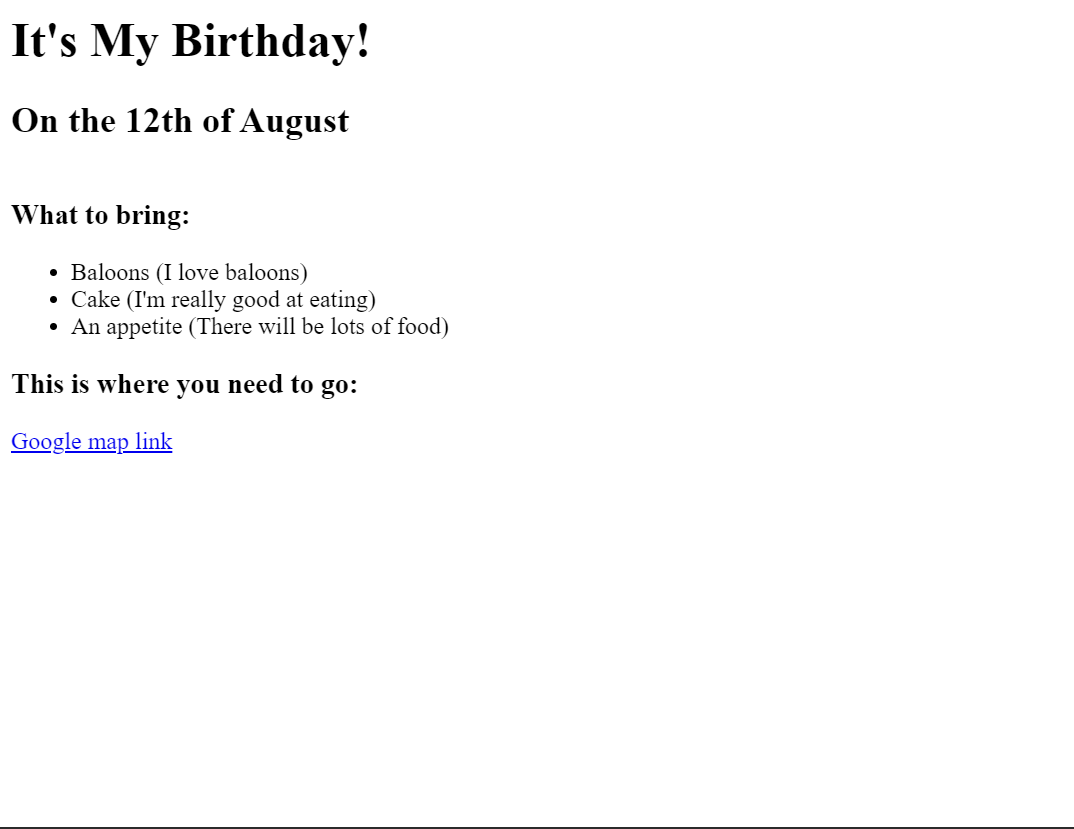 It's My Birthday!
On the 12th of August
What to bring:
Baloons (I love baloons)
Cake (I'm really good at eating)
An appetite (There will be lots of food)
This is where you need to go:
Google map link